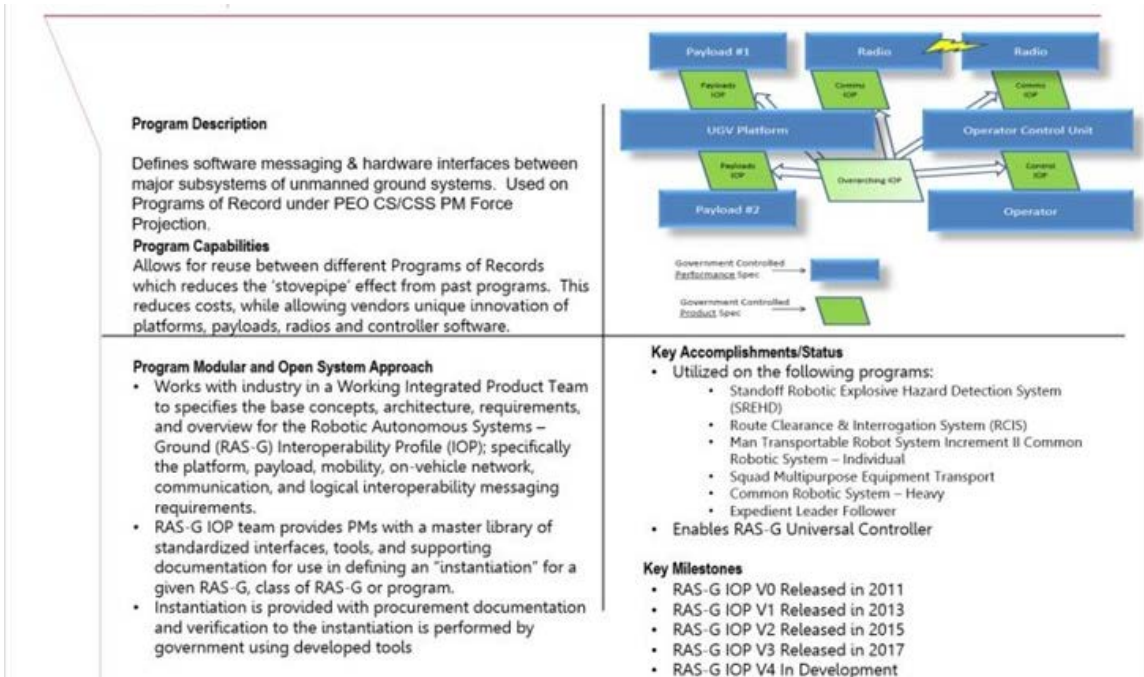 Program Description
Defines software messaging & hardware interfaces between
major subsystems of unmanned ground systems.  Used on
Programs of Record under PEO CS/CSS PM Force
Projection.
Program Capabilities
Allows for reuse between different Programs of Records
which reduces the 'stovepipe' effect from past programs.  This
reduces costs, while allowing vendors unique innovation of
platforms, payloads, radios and controller software.
Payload #1
Radio
Radio
Payloads
IOP
Comms
IOP
Comms
IOP
UGV Platform
Operator Control Unit
Payloads
IOP
Overarching IOP
Control
IOP
Payload #2
Operator
Government Controlled
Performance Spec
Government Controlled
Product Spec
Program Modular and Open System Approach
• Works with industry in a Working Integrated Product Team
to specifies the base concepts, architecture, requirements,
and overview for the Robotic Autonomous Systems –
Ground (RAS-G) Interoperability Profile (IOP); specifically
the platform, payload, mobility, on-vehicle network,
communication, and logical interoperability messaging
requirements.
• RAS-G IOP team provides PMs with a master library of
standardized interfaces, tools, and supporting
documentation for use in defining an "instantiation" for a
given RAS-G, class of RAS-G or program.
• Instantiation is provided with procurement documentation
and verification to the instantiation is performed by
government using developed tools
Key Accomplishments/Status
• Utilized on the following programs:
• Standoff Robotic Explosive Hazard Detection System
(SREHD)
• Route Clearance & Interrogation System (RCIS)
• Man Transportable Robot System Increment II Common
Robotic System – Individual
• Squad Multipurpose Equipment Transport
• Common Robotic System – Heavy
• Expedient Leader Follower
• Enables RAS-G Universal Controller
Key Milestones
• RAS-G IOP V0 Released in 2011
• RAS-G IOP V1 Released in 2013
• RAS-G IOP V2 Released in 2015
• RAS-G IOP V3 Released in 2017
• RAS-G IOP V4 In Development